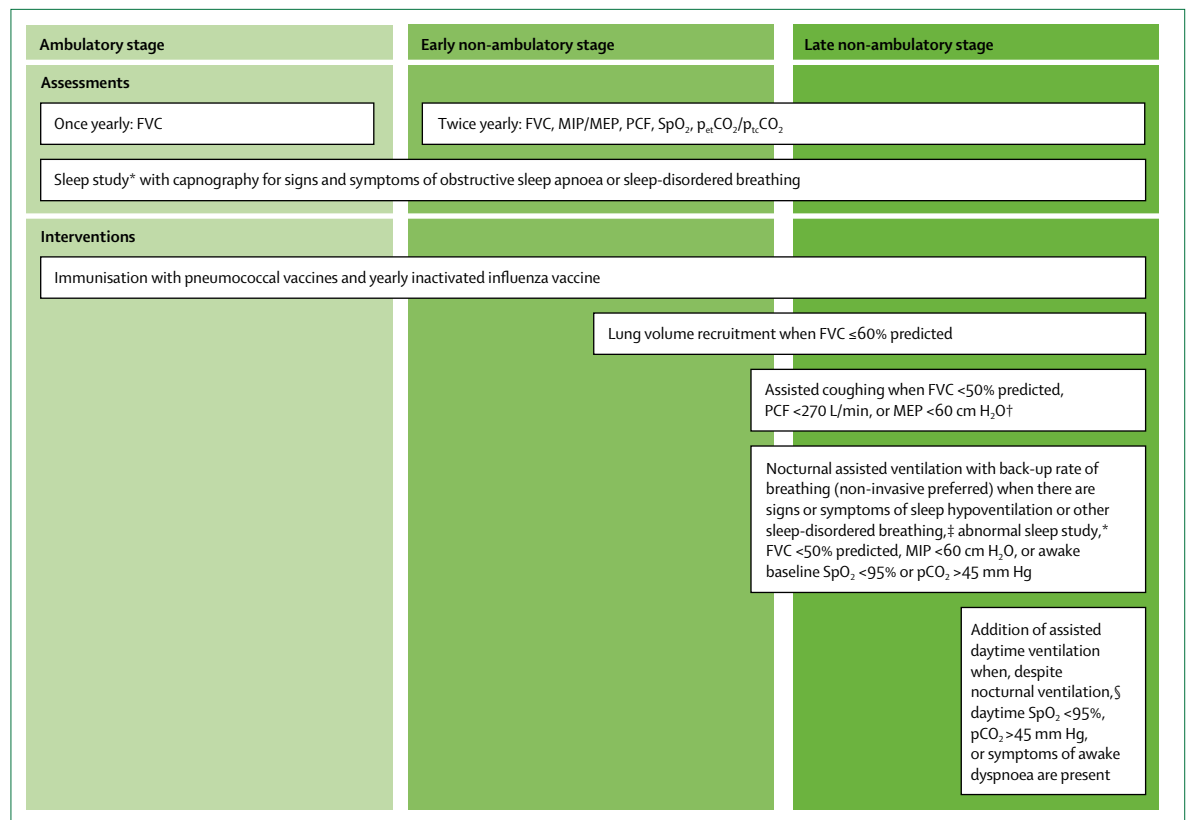 Ambulatory stage
Early non-ambulatory stage
Late non-ambulatory stage
Assessments
Once yearly: FVC
Twice yearly: FVC, MIP/MEP, PCF, SpO₂, pₑₜCO₂/pₜcCO₂
Sleep study* with capnography for signs and symptoms of obstructive sleep apnoea or sleep-disordered breathing
Interventions
Immunisation with pneumococcal vaccines and yearly inactivated influenza vaccine
Lung volume recruitment when FVC ≤60% predicted
Assisted coughing when FVC <50% predicted,
PCF <270 L/min, or MEP <60 cm H₂O†
Nocturnal assisted ventilation with back-up rate of
breathing (non-invasive preferred) when there are
signs or symptoms of sleep hypoventilation or other
sleep-disordered breathing,‡ abnormal sleep study,*
FVC <50% predicted, MIP <60 cm H₂O, or awake
baseline SpO₂ <95% or pCO₂ >45 mm Hg
Addition of assisted
daytime ventilation
when, despite
nocturnal ventilation,§
daytime SpO₂ <95%,
pCO₂ >45 mm Hg,
or symptoms of awake
dyspnoea are present